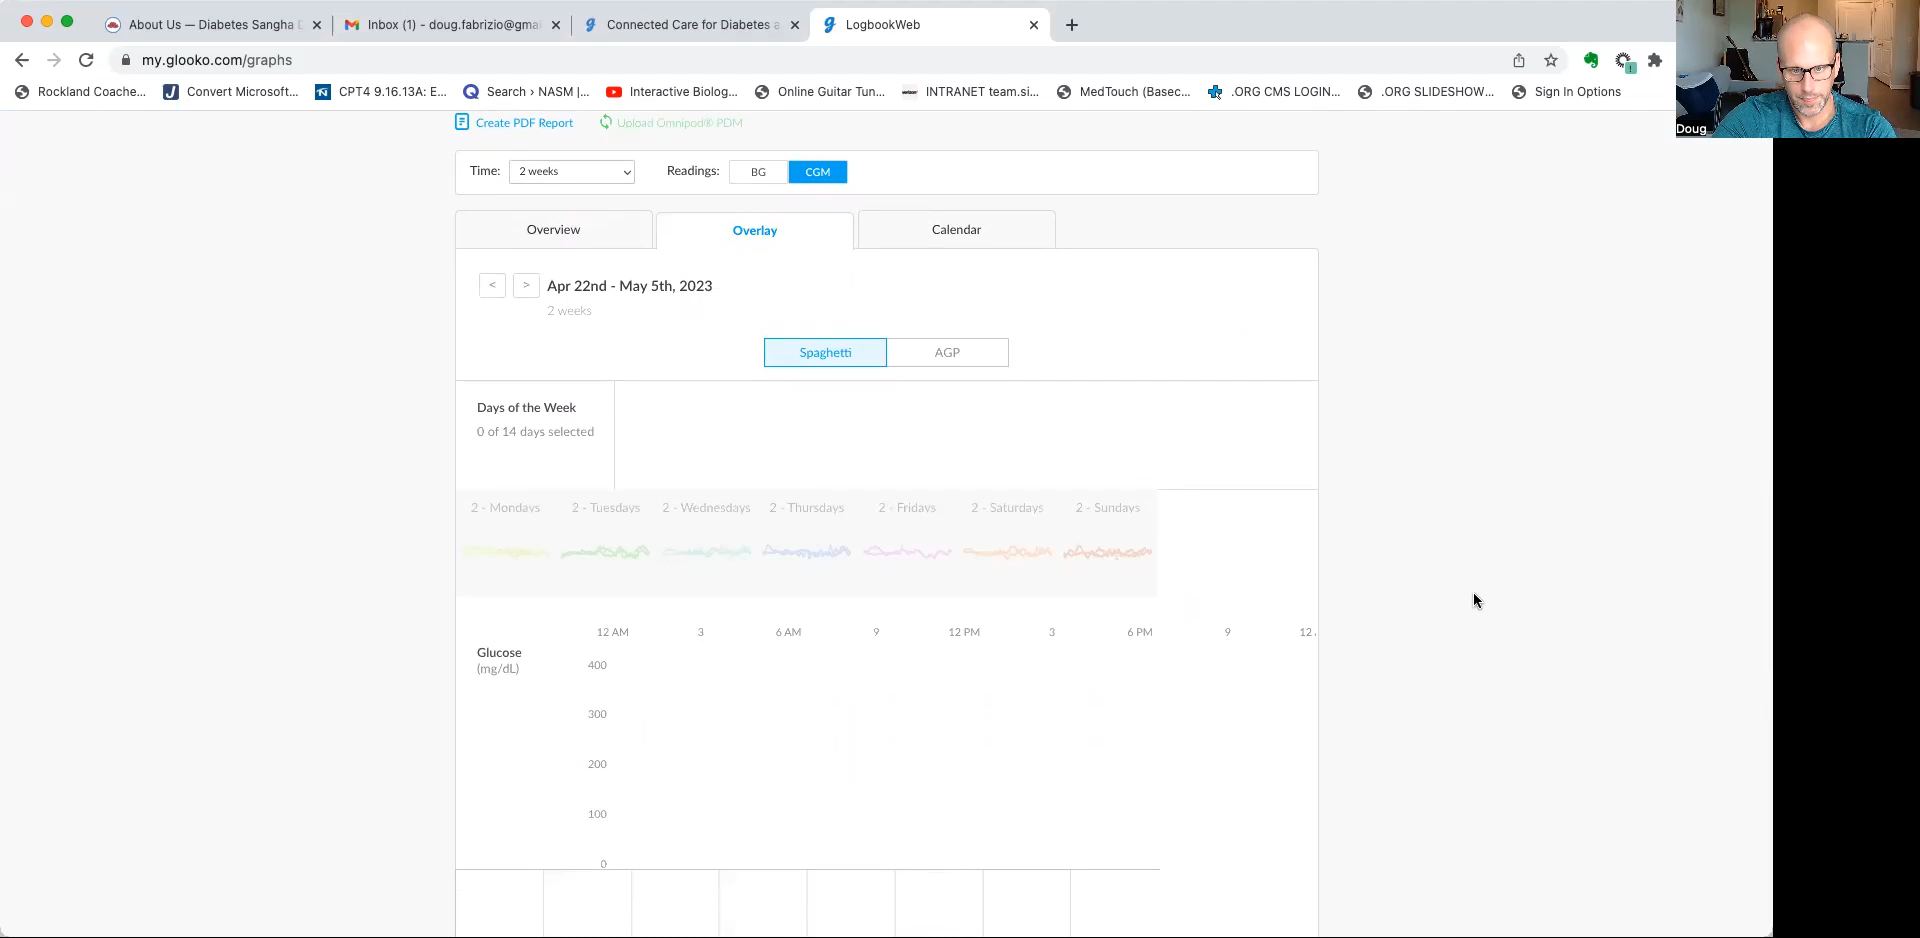 About Us — Diabetes Sangha
Inbox (1) - doug.fabrizio@gmai
Connected Care for Diabetes a
LogbookWeb
my.glooko.com/graphs
Rockland Coache... Convert Microsoft... CPT4 9.16.13A: E... Search › NASM |... Interactive Biolog... Online Guitar Tun... INTRANET team.si... MedTouch (Basec... .ORG CMS LOGIN... .ORG SLIDESHOW... Sign In Options
Doug
Create PDF Report Upload Omnipod® PDM
Time: 2 weeks Readings: BG CGM
Overview Overlay Calendar
< > Apr 22nd - May 5th, 2023
2 weeks
Spaghetti AGP
Days of the Week
0 of 14 days selected
2 - Mondays 2 - Tuesdays 2 - Wednesdays 2 - Thursdays 2 - Fridays 2 - Saturdays 2 - Sundays
12 AM 3 6 AM 9 12 PM 3 6 PM 9 12
Glucose
(mg/dL)
400
300
200
100
0